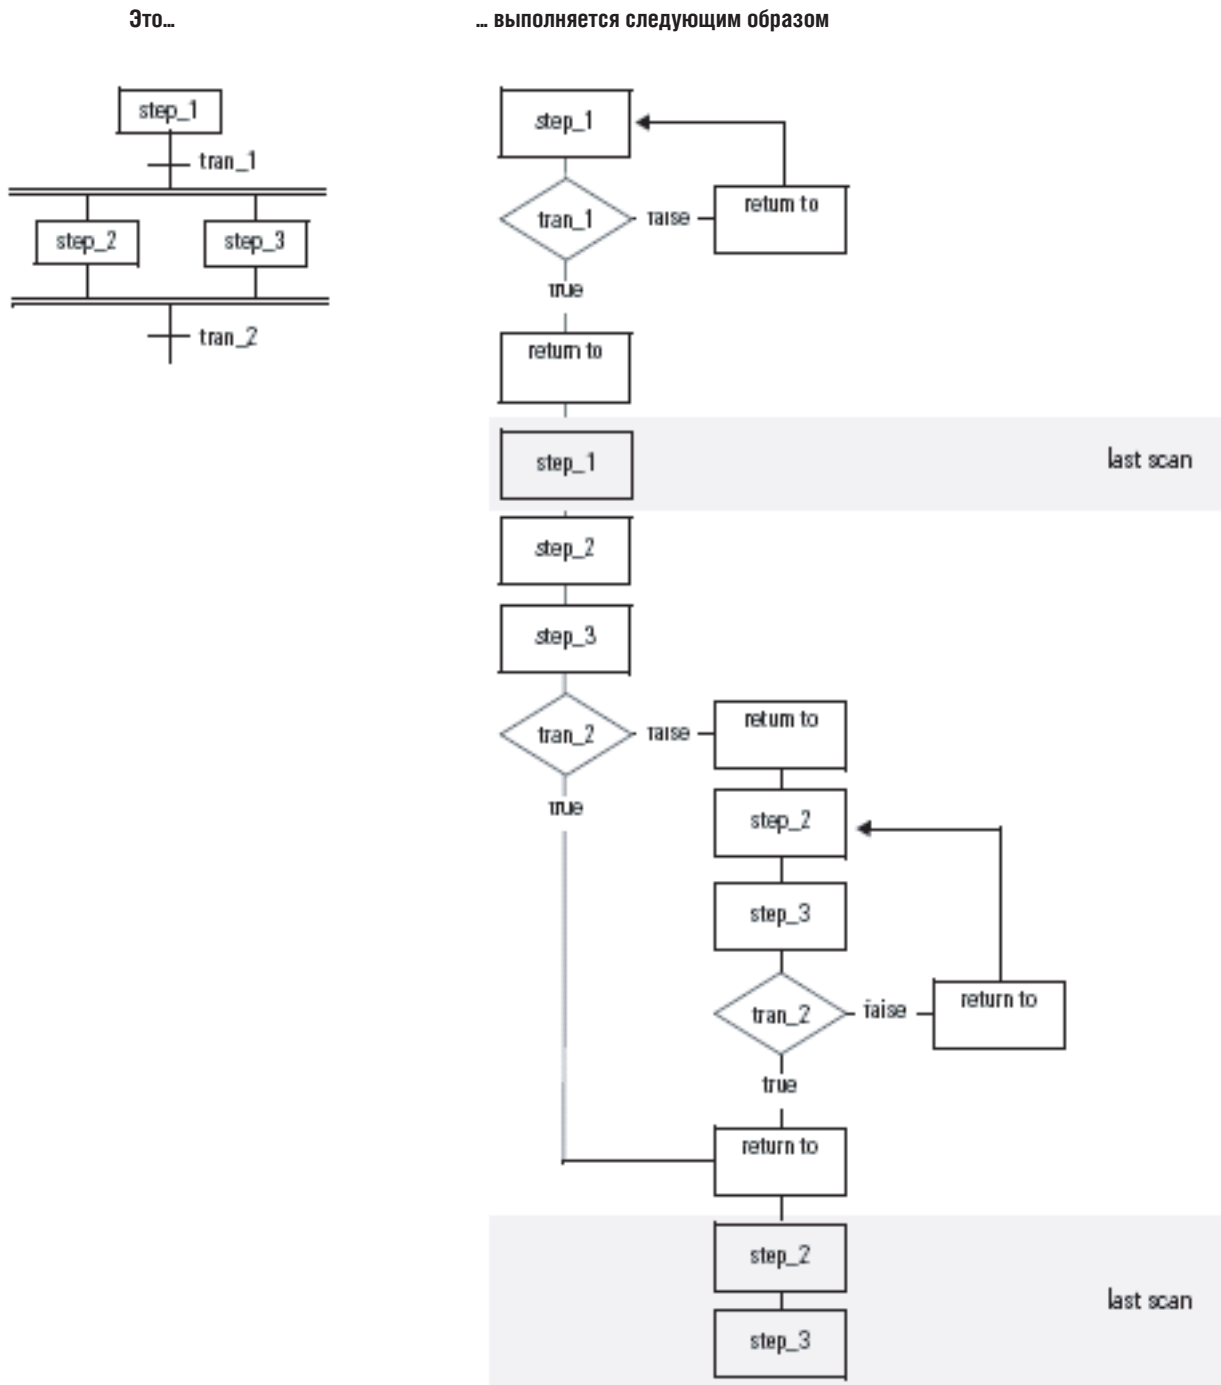 Это...
... выполняется следующим образом
step_1
tran_1
step_2
step_3
tran_2
step_1
tran_1
false
return to
true
return to
step_1
last scan
step_2
step_3
tran_2
false
return to
true
step_2
step_3
tran_2
false
return to
true
return to
step_2
last scan
step_3